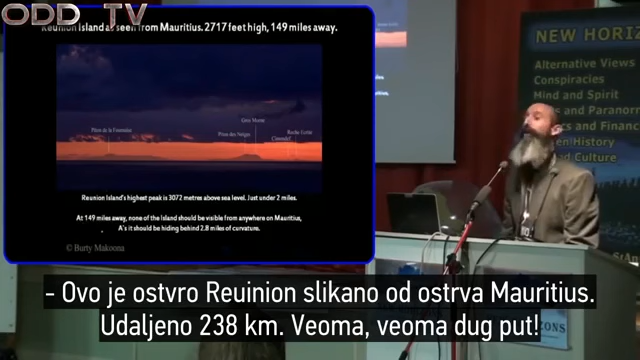 ODD TV
Reunion Island as seen from Mauritius. 2717 feet high, 149 miles away.
Gros Morne
Piton de la Fournaise
Piton des Neiges
Cimendef
Roche Ecrite
Reunion Island's highest peak is 3072 metres above sea level. Just under 2 miles.
At 149 miles away, none of the Island should be visible from anywhere on Mauritius,
A's it should be hiding behind 2.8 miles of curvature.
© Burty Makoona
NEW HORIZ
Alternative Views
Conspiracies
Mind and Spirit
and Paranorm
and Financ
History
Culture
- Ovo je ostvro Reuinion slikano od ostrva Mauritius.
Udaljeno 238 km. Veoma, veoma dug put!